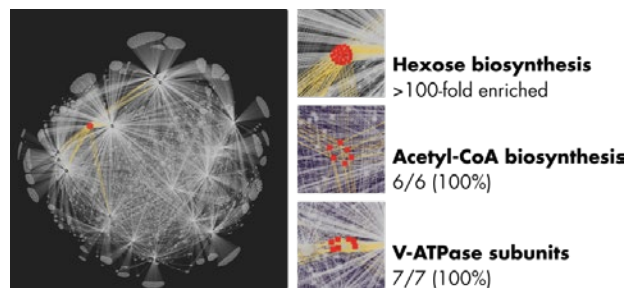 Hexose biosynthesis
>100-fold enriched
Acetyl-CoA biosynthesis
6/6 (100%)
V-ATPase subunits
7/7 (100%)